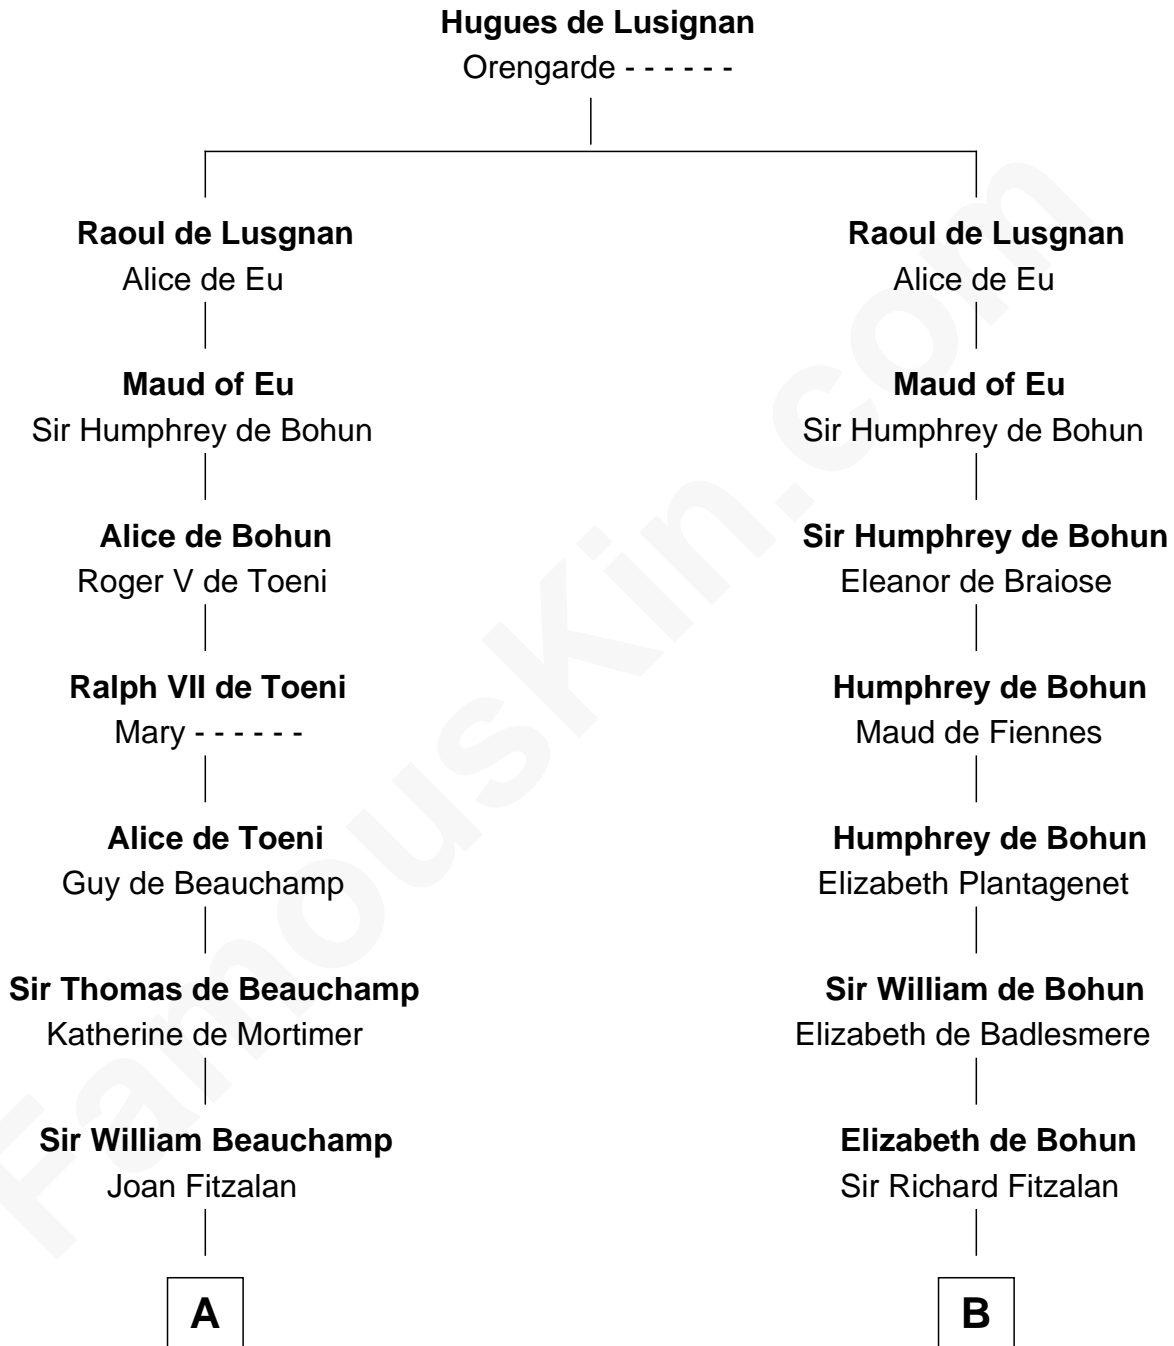 Hugues de Lusignan
Orengarde - - - - - -
Raoul de Lusgnan
Alice de Eu
Maud of Eu
Sir Humphrey de Bohun
Alice de Bohun
Roger V de Toeni
Ralph VII de Toeni
Mary - - - - - -
Alice de Toeni
Guy de Beauchamp
Sir Thomas de Beauchamp
Katherine de Mortimer
Sir William Beauchamp
Joan Fitzalan
A
Raoul de Lusgnan
Alice de Eu
Maud of Eu
Sir Humphrey de Bohun
Sir Humphrey de Bohun
Eleanor de Braiose
Humphrey de Bohun
Maud de Fiennes
Humphrey de Bohun
Elizabeth Plantagenet
Sir William de Bohun
Elizabeth de Badlesmere
Elizabeth de Bohun
Sir Richard Fitzalan
B
FamousKin.com